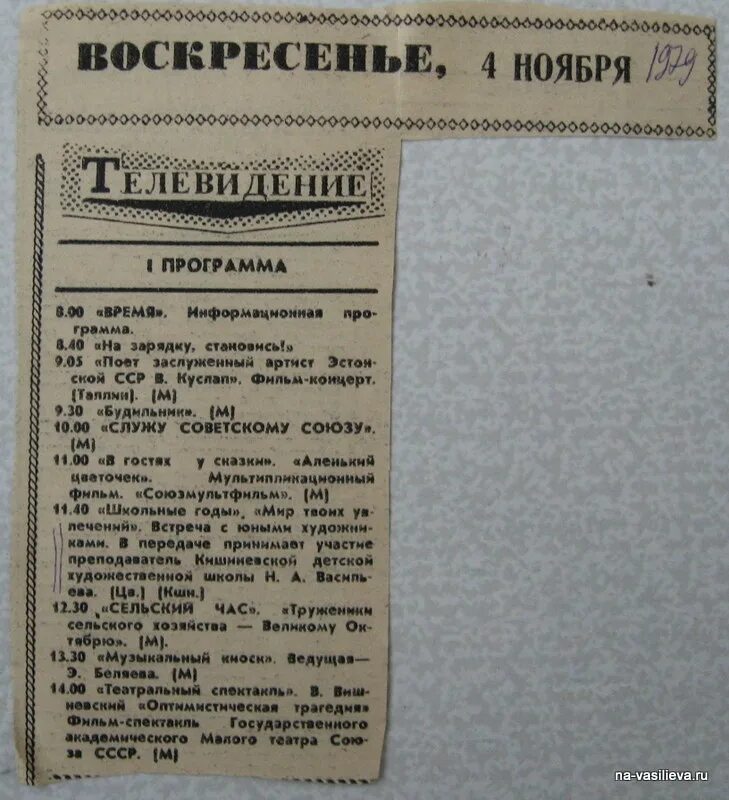 ВОСКРЕСЕНЬЕ, 4 НОЯБРЯ 1979
ТЕЛЕВИДЕНИЕ
I ПРОГРАММА
8.00 «ВРЕМЯ». Информационная про-
грамма.
8.40 «На зарядку, становись!»
9.05 «Поет заслуженный артист Эстон-
ской ССР В. Куслап». Фильм-концерт.
(Таллин). (М)
9.30 «Будильник». (М)
10.00 «СЛУЖУ СОВЕТСКОМУ СОЮЗУ».
(М)
11.00 «В гостях у сказки». «Аленький
цветочек». Мультипликационный
фильм. «Союзмультфильм». (М)
11.40 «Школьные годы», «Мир твоих ув-
лечений». Встреча с юными художни-
ками. В передаче принимает участие
преподаватель Кишиневской детской
художественной школы Н. А. Василь-
ева. (Цв.) (Кшн.)
12.30 «СЕЛЬСКИЙ ЧАС». «Труженики
сельского хозяйства — Великому Ок-
тябрю». (М).
13.30 «Музыкальный киоск». Ведущая—
Э. Беляева. (М)
14.00 «Театральный спектакль». В. Виш-
невский «Оптимистическая трагедия»
Фильм-спектакль Государственного
академического Малого театра Сою-
за ССР. (М)
na-vasilieva.ru